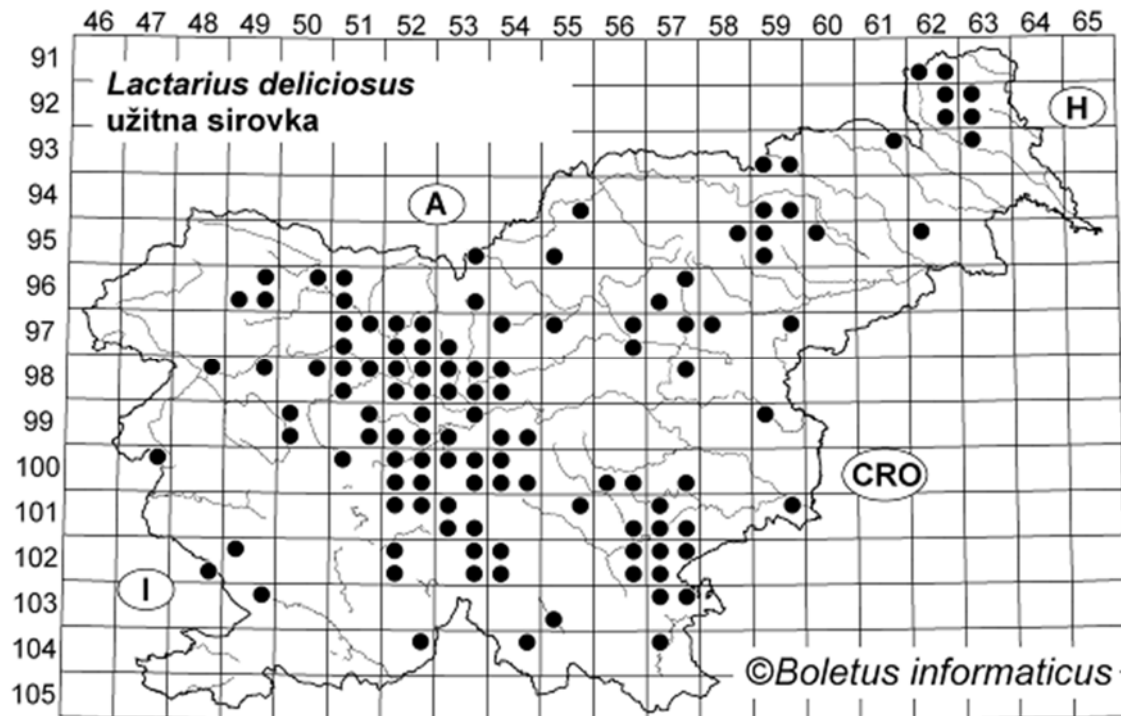 46 47 48 49 50 51 52 53 54 55 56 57 58 59 60 61 62 63 64 65
91
Lactarius deliciosus
92
užitna sirovka
H
93
94
A
95
96
97
98
99
100
CRO
101
102
I
103
104
©Boletus informaticus
105